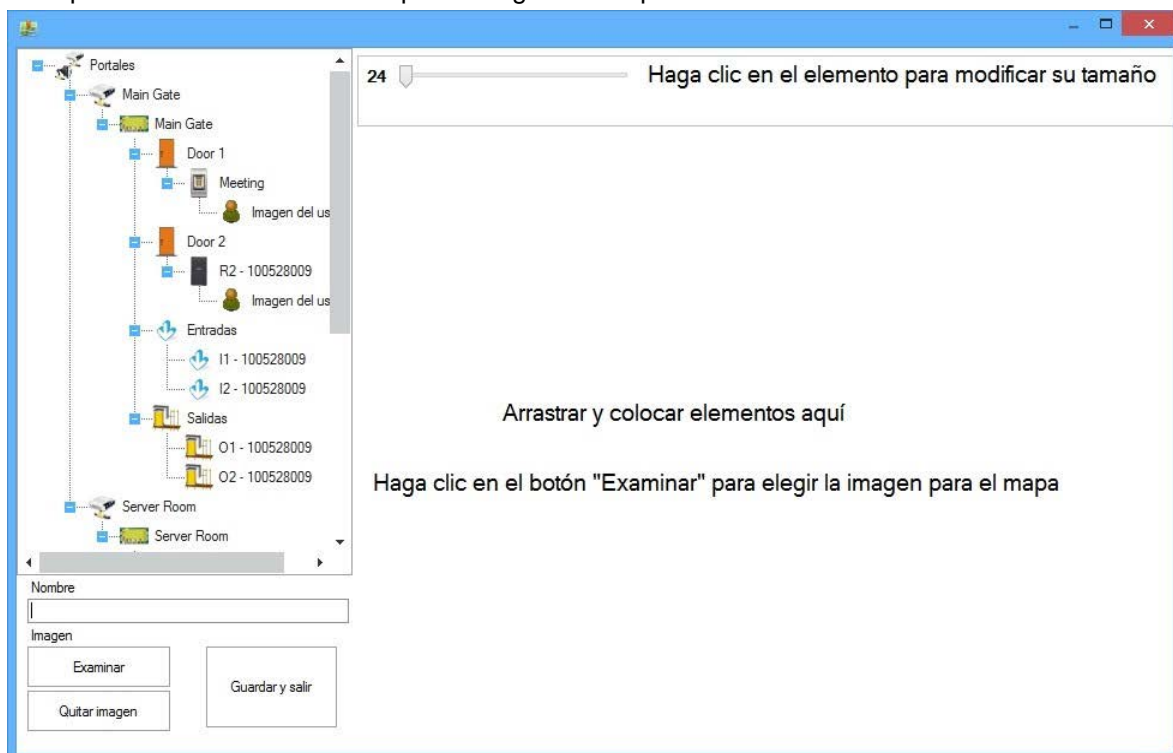 Portales
Main Gate
Main Gate
Door 1
Meeting
Imagen del us
Door 2
R2 - 100528009
Imagen del us
Entradas
I1 - 100528009
I2 - 100528009
Salidas
O1 - 100528009
O2 - 100528009
Server Room
Server Room
Nombre
Imagen
Examinar
Quitar imagen
Guardar y salir
24 Haga clic en el elemento para modificar su tamaño
Arrastrar y colocar elementos aquí
Haga clic en el botón "Examinar" para elegir la imagen para el mapa